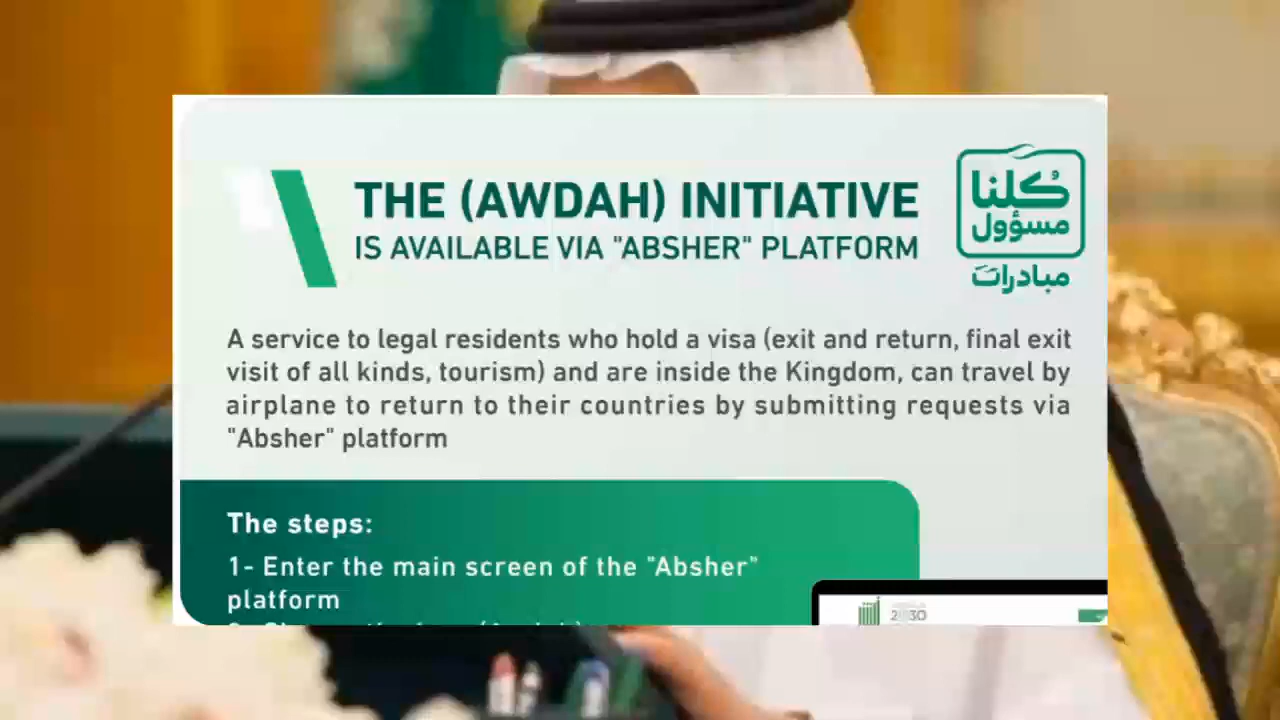 THE (AWDAH) INITIATIVE
IS AVAILABLE VIA "ABSHER" PLATFORM
كلنا
مسؤول
مبادرات
A service to legal residents who hold a visa (exit and return, final exit
visit of all kinds, tourism) and are inside the Kingdom, can travel by
airplane to return to their countries by submitting requests via
"Absher" platform
The steps:
1- Enter the main screen of the "Absher"
platform
2030